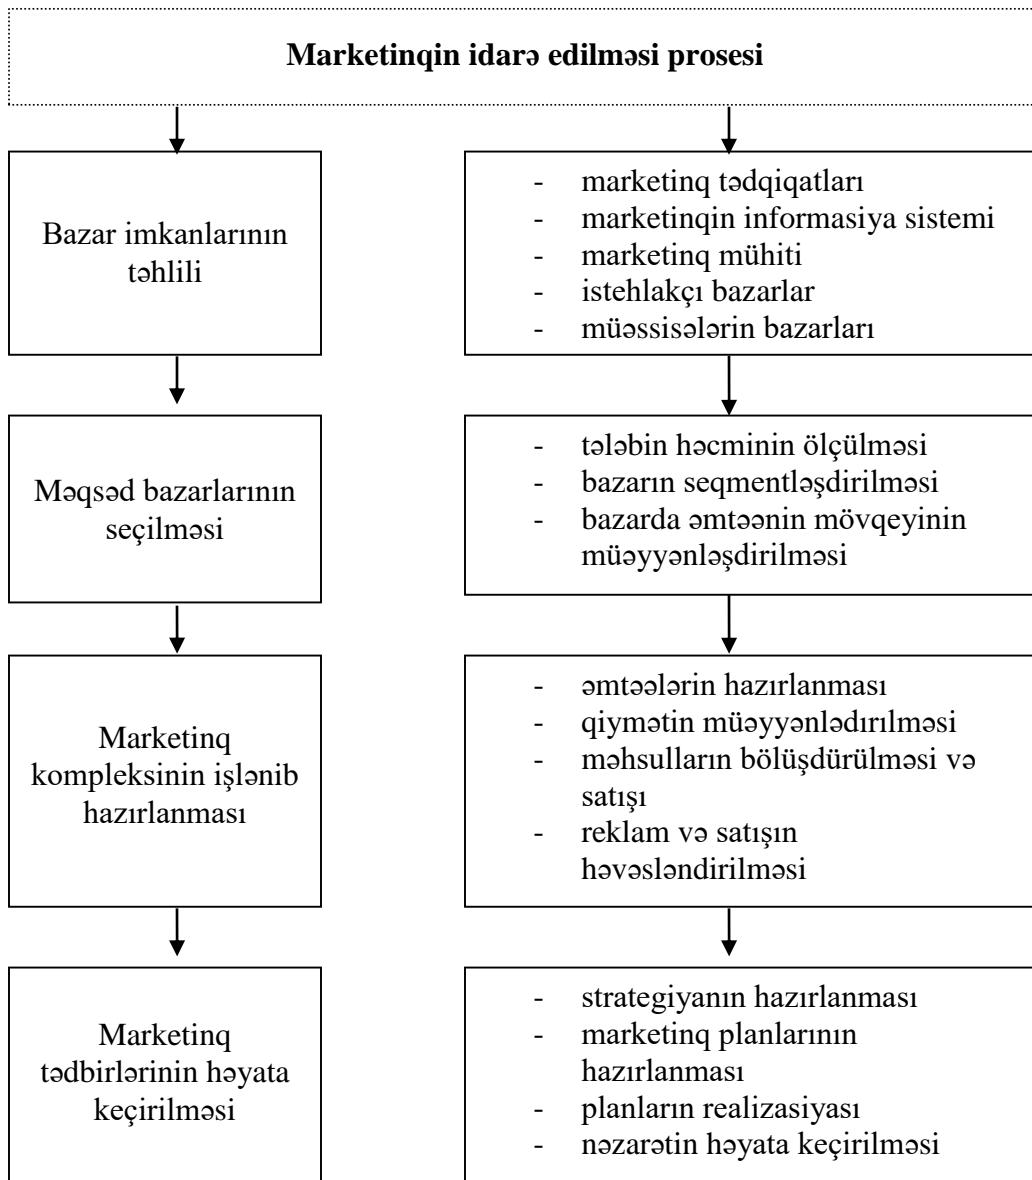 Marketinqin idarə edilməsi prosesi
Bazar imkanlarının
təhlili
- marketinq tədqiqatları
- marketinqin informasiya sistemi
- marketinq mühiti
- istehlakçı bazarlar
- müəssisələrin bazarları
Məqsəd bazarlarının
seçilməsi
- tələbin həcminin ölçülməsi
- bazarın seqmentləşdirilməsi
- bazarda əmtəənin mövqeyinin
müəyyənləşdirilməsi
Marketinq
kompleksinin işlənib
hazırlanması
- əmtəələrin hazırlanması
- qiymətin müəyyənlədırılməsi
- məhsulların bölüşdürülməsi və
satışı
- reklam və satışın
həvəsləndirilməsi
Marketinq
tədbirlərinin həyata
keçirilməsi
- strategiyanın hazırlanması
- marketinq planlarının
hazırlanması
- planların realizasiyası
- nəzarətin həyata keçirilməsi